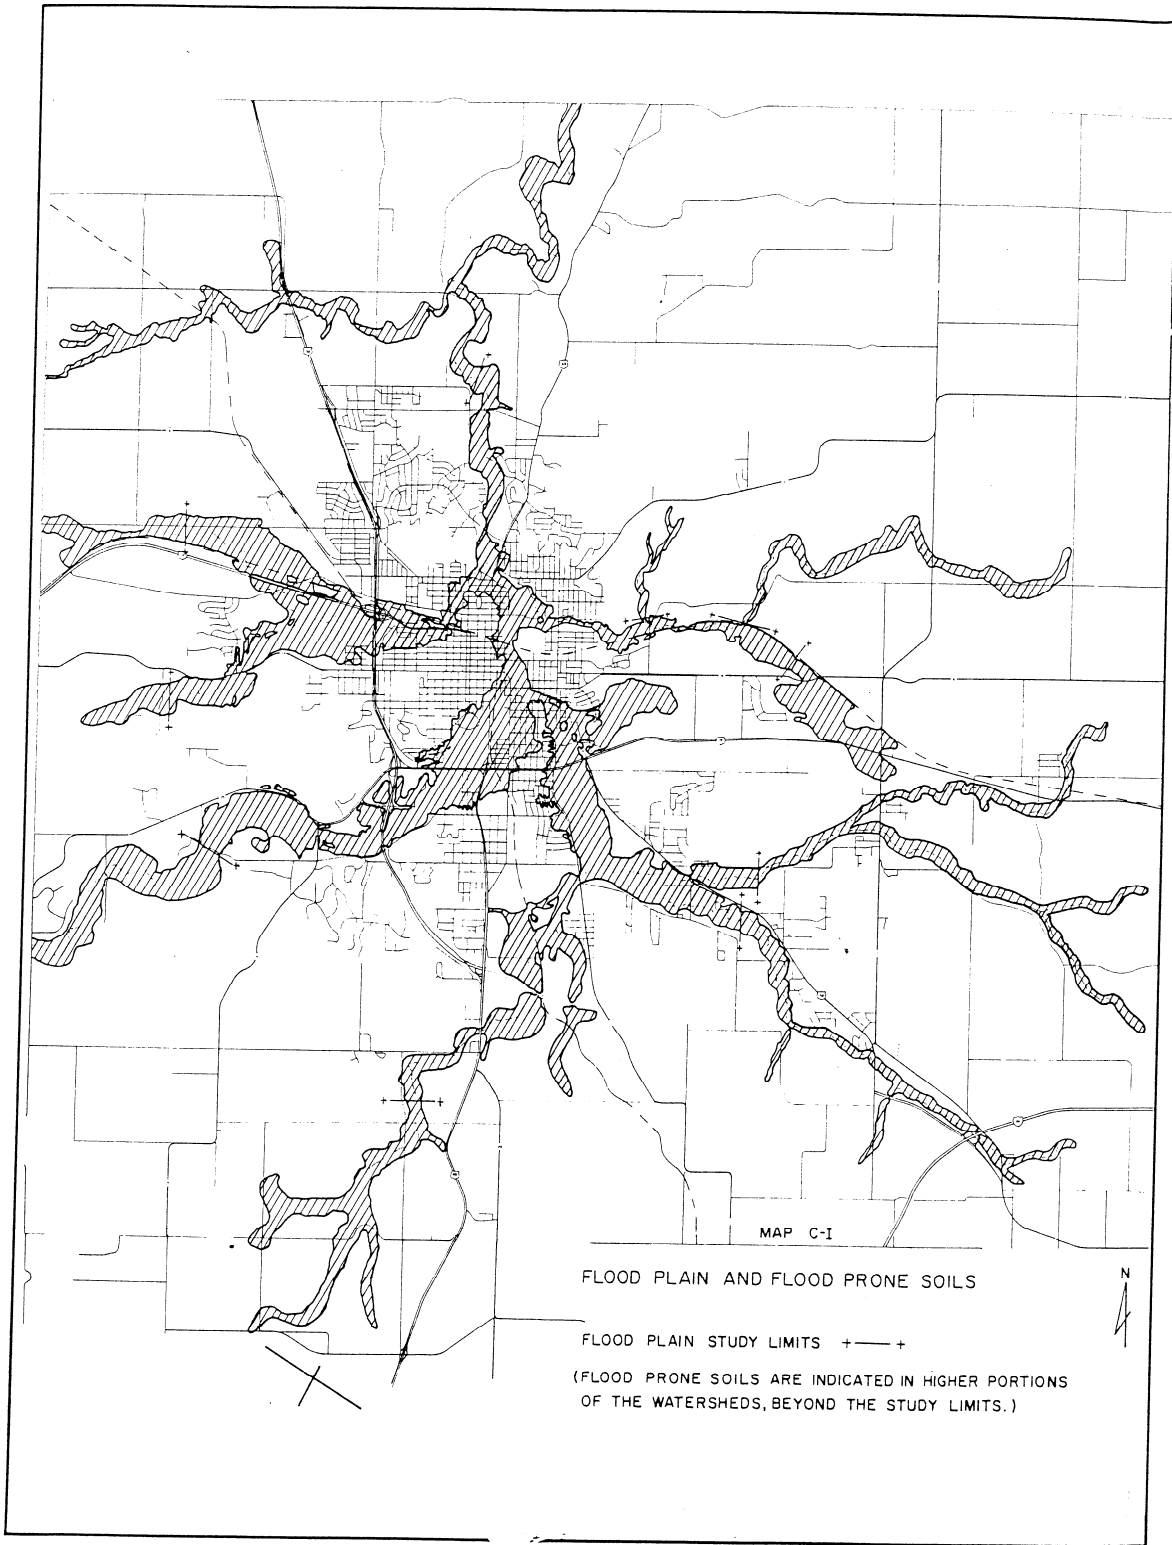 MAP C-I
FLOOD PLAIN AND FLOOD PRONE SOILS
N
FLOOD PLAIN STUDY LIMITS +——+
(FLOOD PRONE SOILS ARE INDICATED IN HIGHER PORTIONS
OF THE WATERSHEDS, BEYOND THE STUDY LIMITS.)